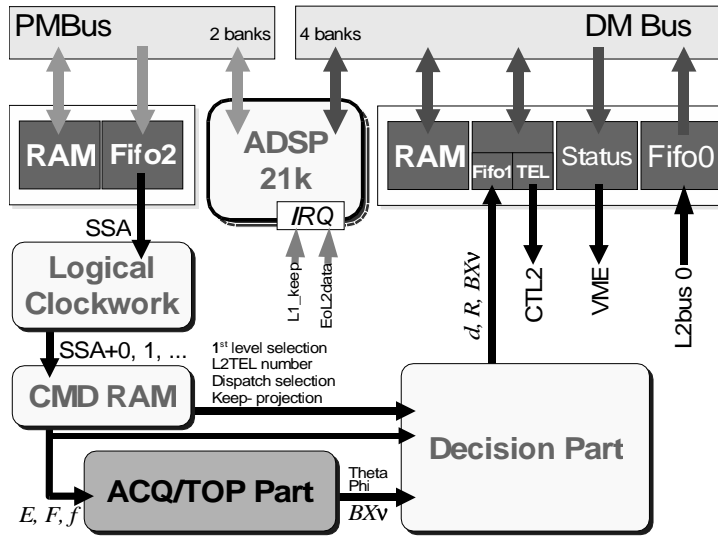 PMBus
2 banks
4 banks
DM Bus
RAM
Fifo2
ADSP
21k
IRQ
RAM
Fifo1
TEL
Status
Fifo0
SSA
L1_keep
EoL2data
d, R, BXν
CTL2
VME
L2bus 0
Logical
Clockwork
SSA+0, 1, ...
1st level selection
L2TEL number
Dispatch selection
Keep- projection
CMD RAM
Decision Part
ACQ/TOP Part
Theta
Phi
BXν
E, F, f